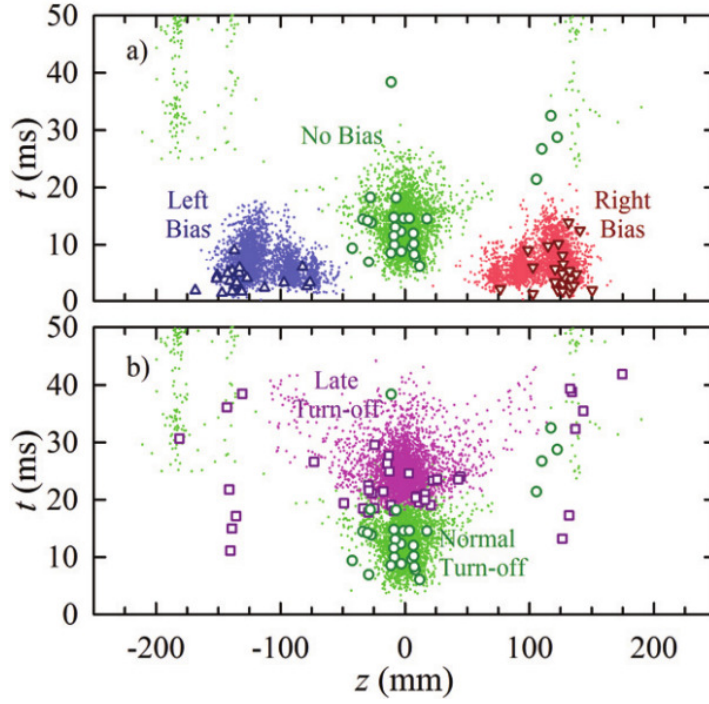 50
a)
40
No Bias
30
Left
Bias
Right
Bias
20
10
0
t (ms)
50
b)
Late
Turn-off
40
30
20
Normal
Turn-off
10
0
t (ms)
-200 -100 0 100 200
z (mm)